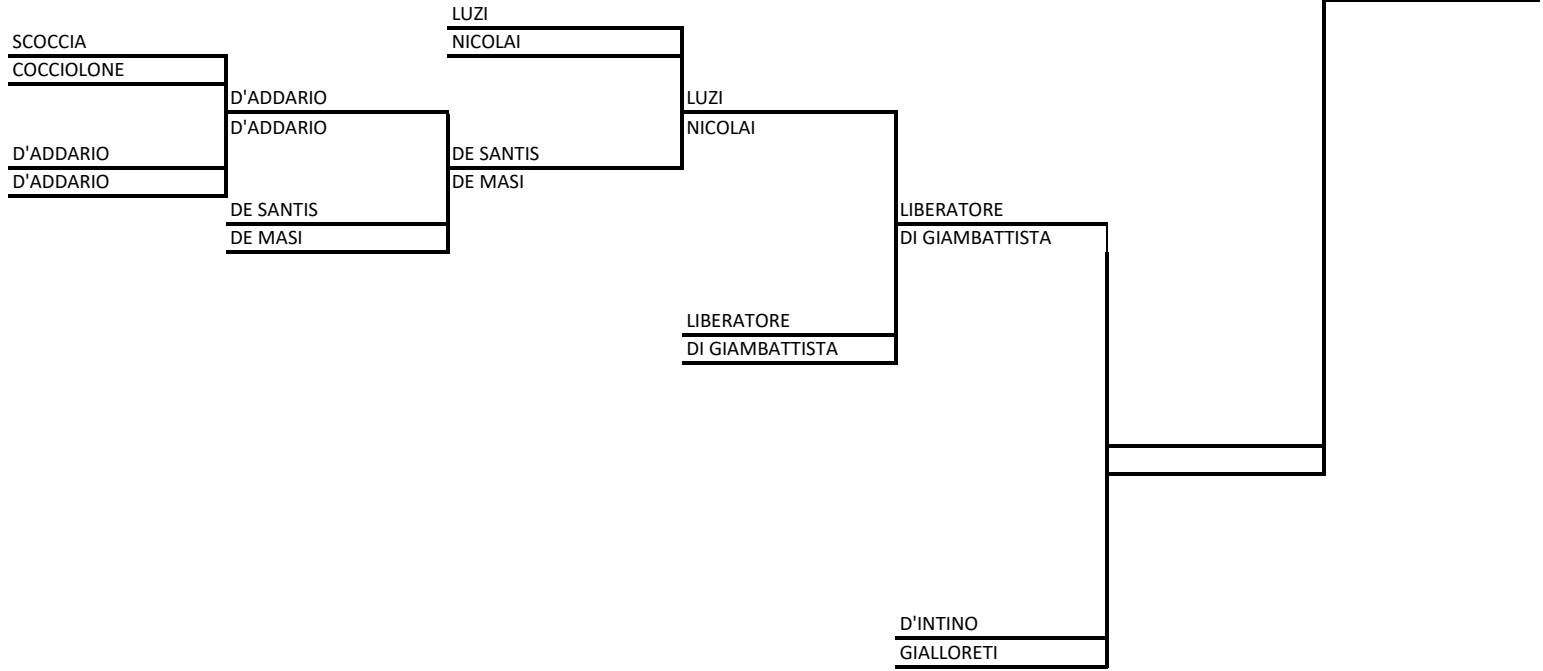 LUZI
SCOCCIA
NICOLAI
COCCIOLONE
D'ADDARIO
LUZI
D'ADDARIO
NICOLAI
D'ADDARIO
DE SANTIS
D'ADDARIO
DE MASI
DE SANTIS
LIBERATORE
DE MASI
DI GIAMBATTISTA
LIBERATORE
DI GIAMBATTISTA
D'INTINO
GIALLORETI